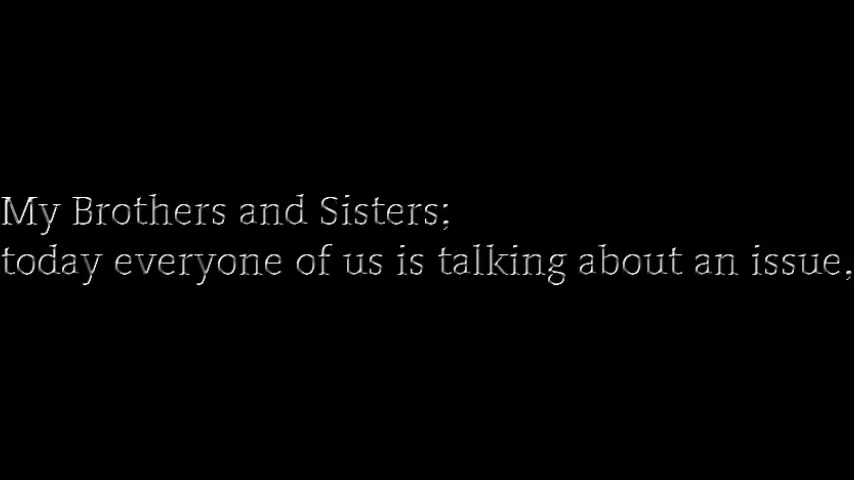 My Brothers and Sisters;
today everyone of us is talking about an issue,